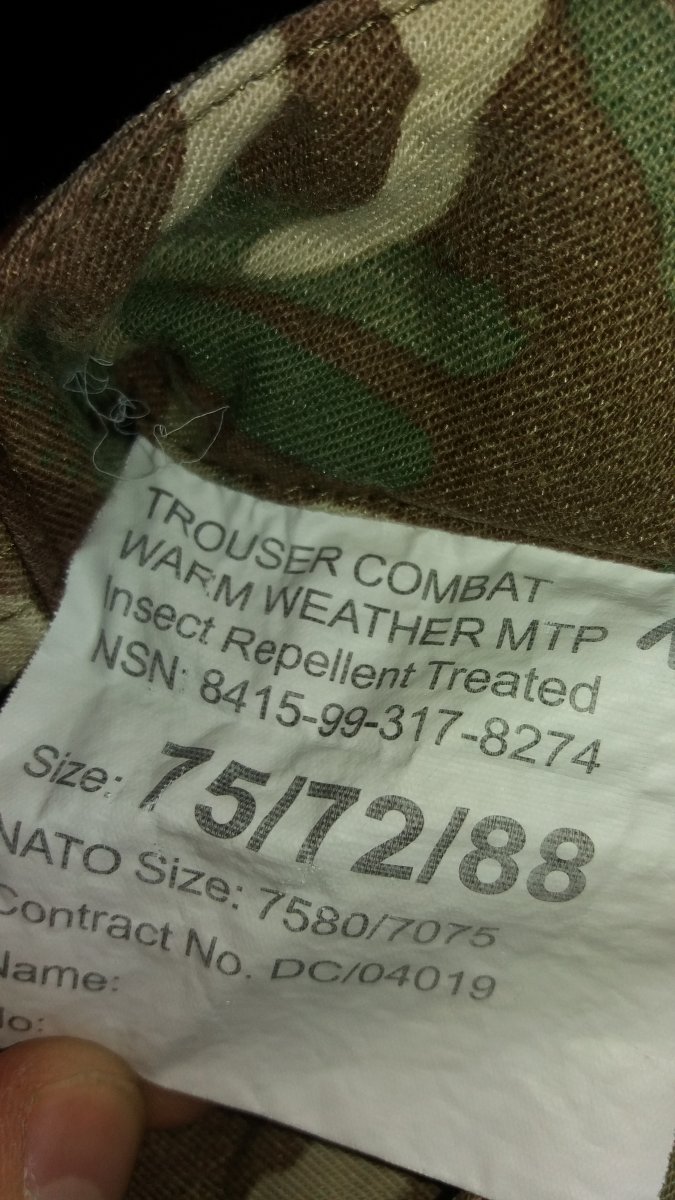 TROUSER COMBAT
WARM WEATHER MTP
Insect Repellent Treated
NSN: 8415-99-317-8274
Size: 75/72/88
NATO Size: 7580/7075
Contract No. DC/04019
Name:
No: